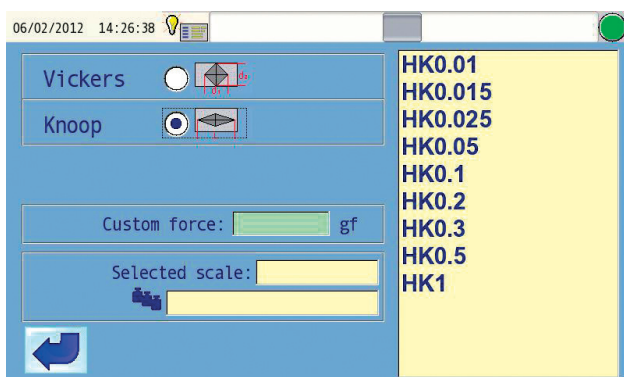 06/02/2012 14:26:38
Vickers
Knoop
Custom force: gf
Selected scale:
HK0.01
HK0.015
HK0.025
HK0.05
HK0.1
HK0.2
HK0.3
HK0.5
HK1